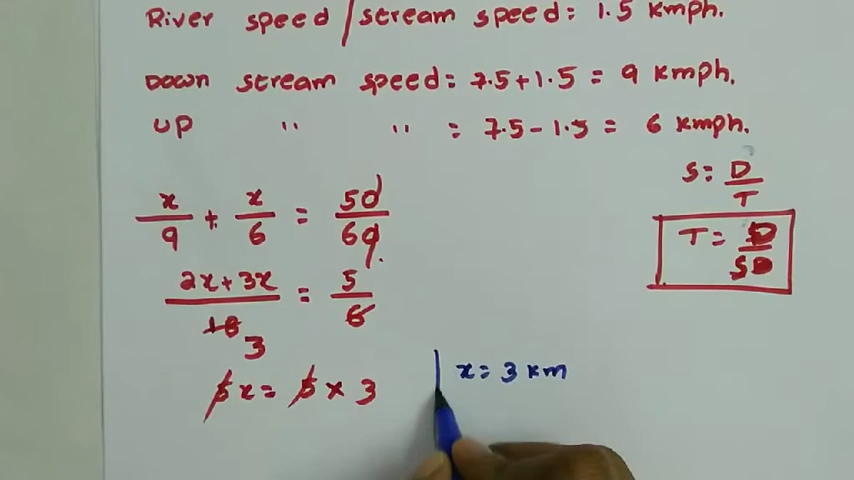 River speed / stream speed = 1.5 kmph.
Down stream speed = 7.5+1.5 = 9 kmph.
UP " " = 7.5-1.5 = 6 kmph.
S = D/T
x/9 + x/6 = 50/60.
T = D/S
2x+3x/18 = 5/6
3
5x = 5 x 3
x = 3 km